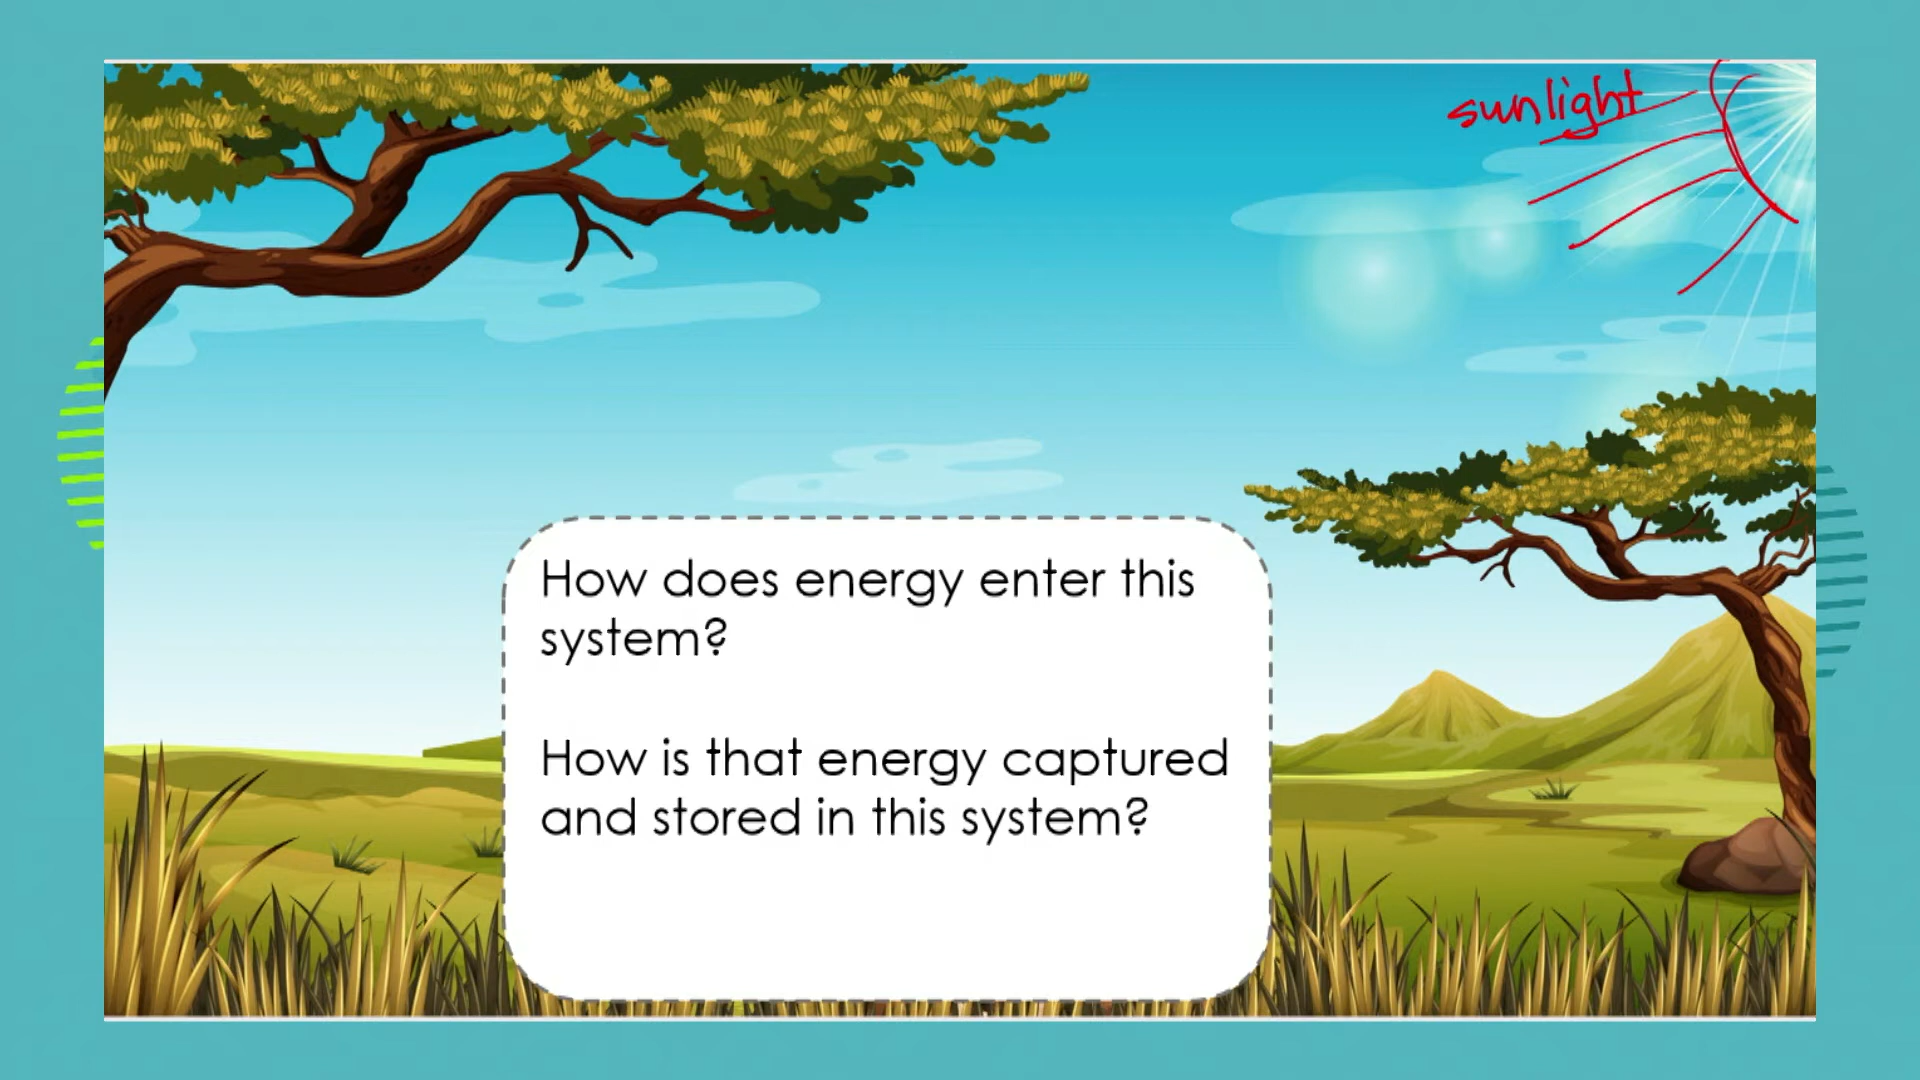 sunlight
How does energy enter this
system?
How is that energy captured
and stored in this system?